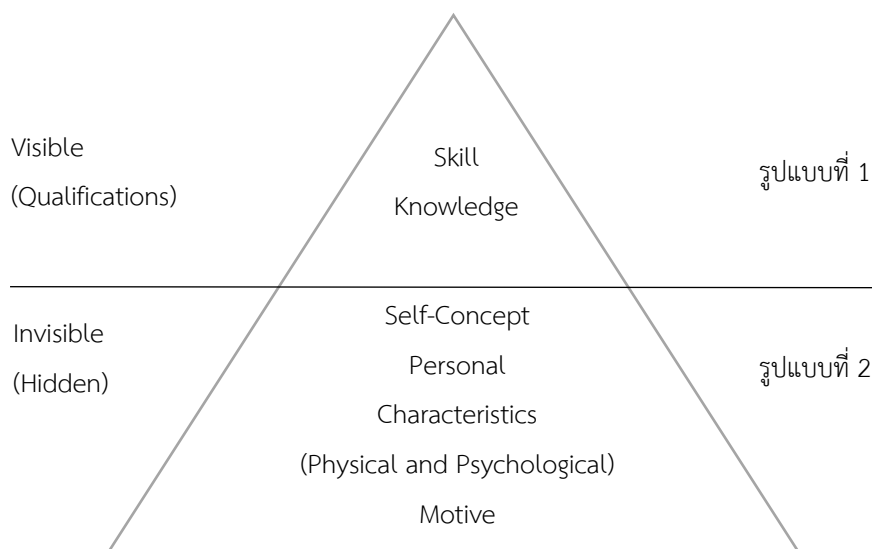 Visible
(Qualifications)
Skill
Knowledge
รูปแบบที่ 1
Invisible
(Hidden)
Self-Concept
Personal
Characteristics
(Physical and Psychological)
Motive
รูปแบบที่ 2